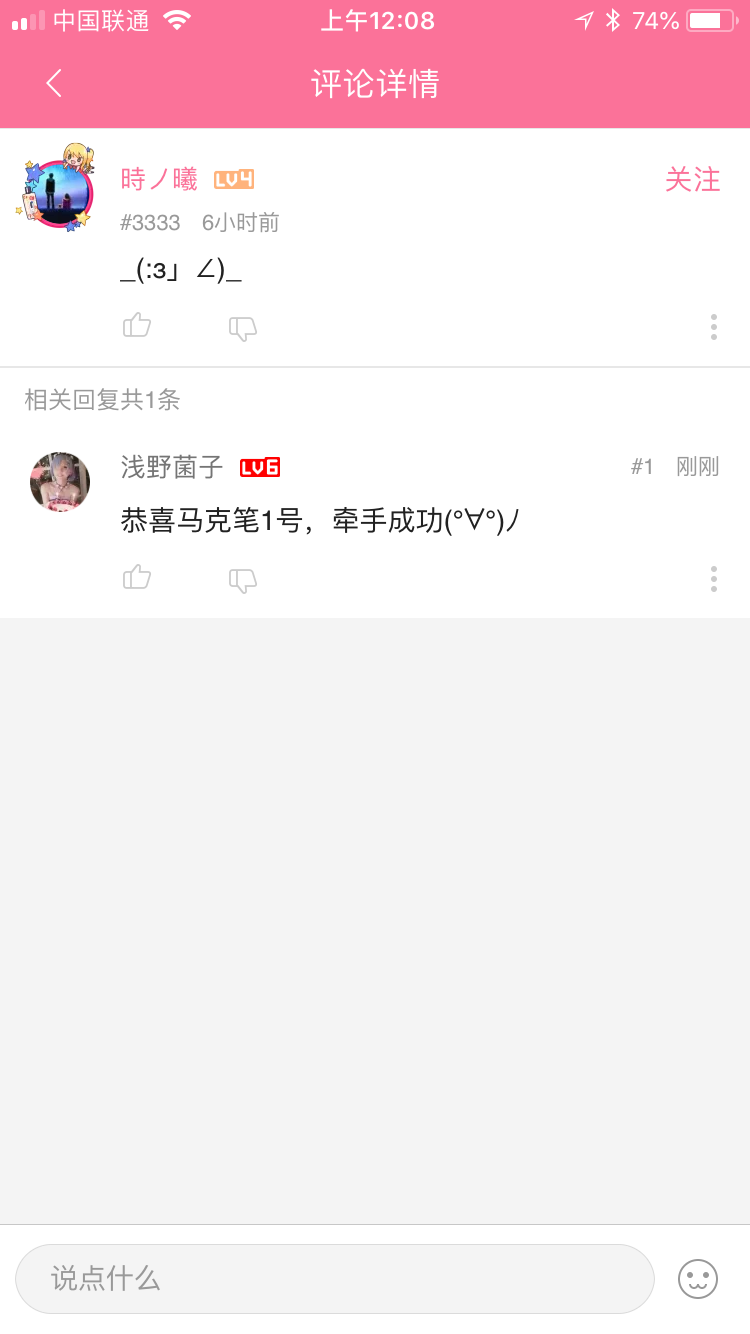 中国联通 上午12:08 74%
评论详情
時ノ曦 LV4 关注
#3333 6小时前
_(:з」∠)_
相关回复共1条
浅野菌子 LV6 #1 刚刚
恭喜马克笔1号，牵手成功(°∀°)ﾉ
说点什么